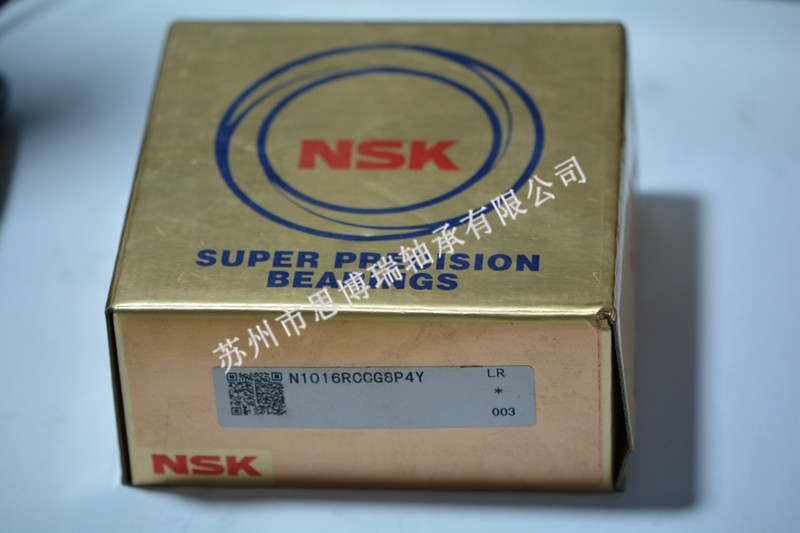 NSK
SUPER PRECISION
BEARINGS
苏州市思博瑞轴承有限公司
N1016RCCG8P4Y
LR
*
003
NSK